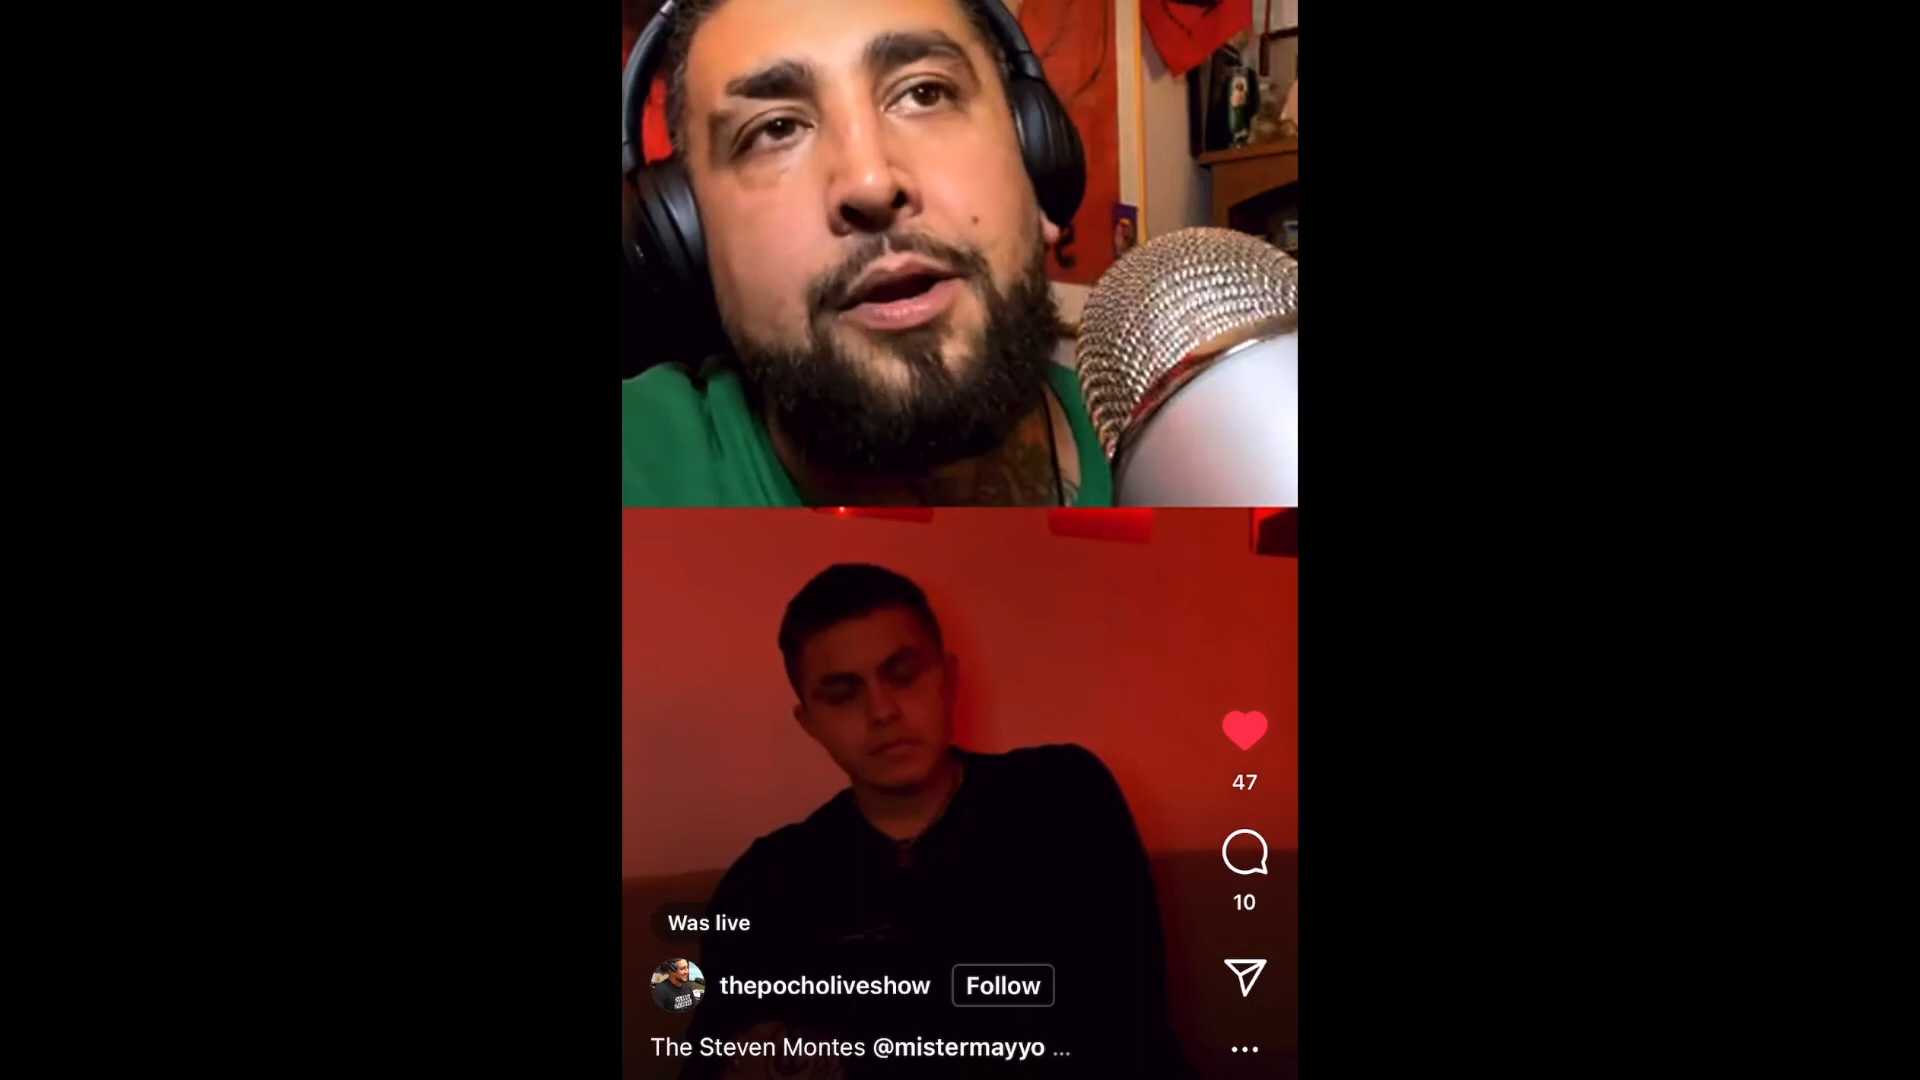 47
10
Was live
thepocholiveshow Follow
The Steven Montes @mistermayyo ...